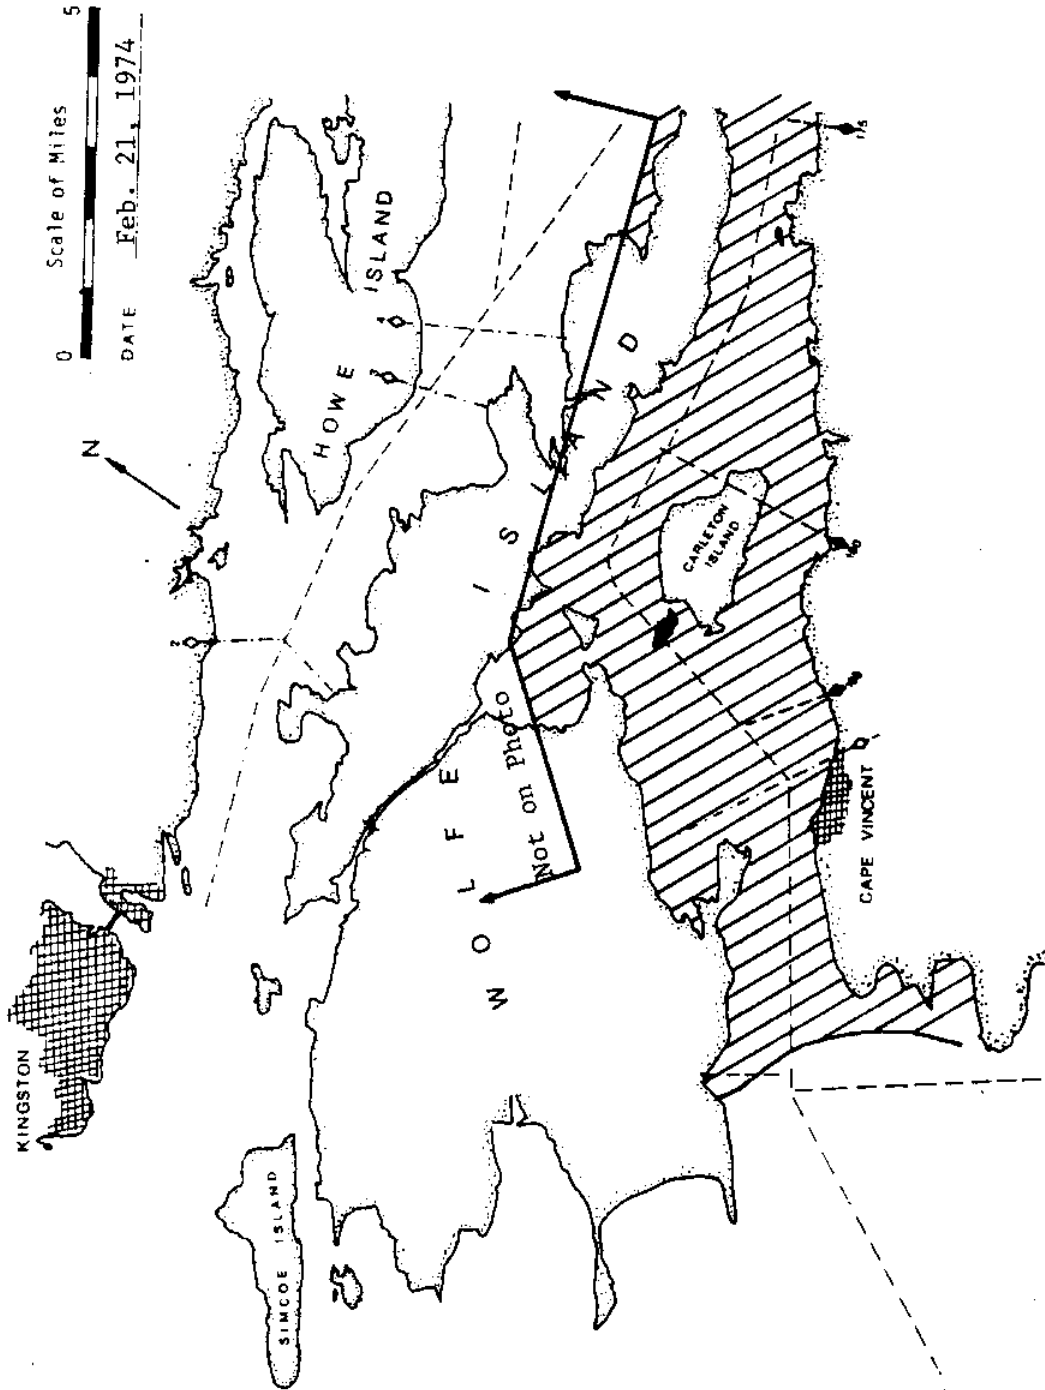 0 Scale of Miles 5
DATE Feb. 21, 1974
N
KINGSTON
SIMCOE ISLAND
HOWE ISLAND
WOLFE ISLAND
Not on Photo
CARLETON
ISLAND
CAPE VINCENT
2